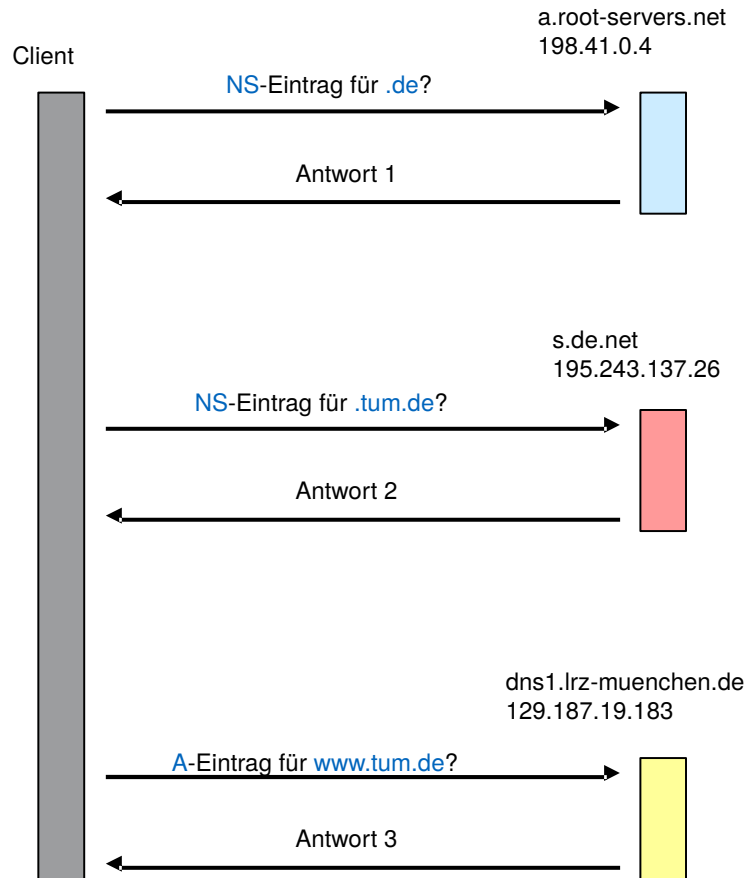 a.root-servers.net
198.41.0.4
Client
NS-Eintrag für .de?
Antwort 1
s.de.net
195.243.137.26
NS-Eintrag für .tum.de?
Antwort 2
dns1.lrz-muenchen.de
129.187.19.183
A-Eintrag für www.tum.de?
Antwort 3